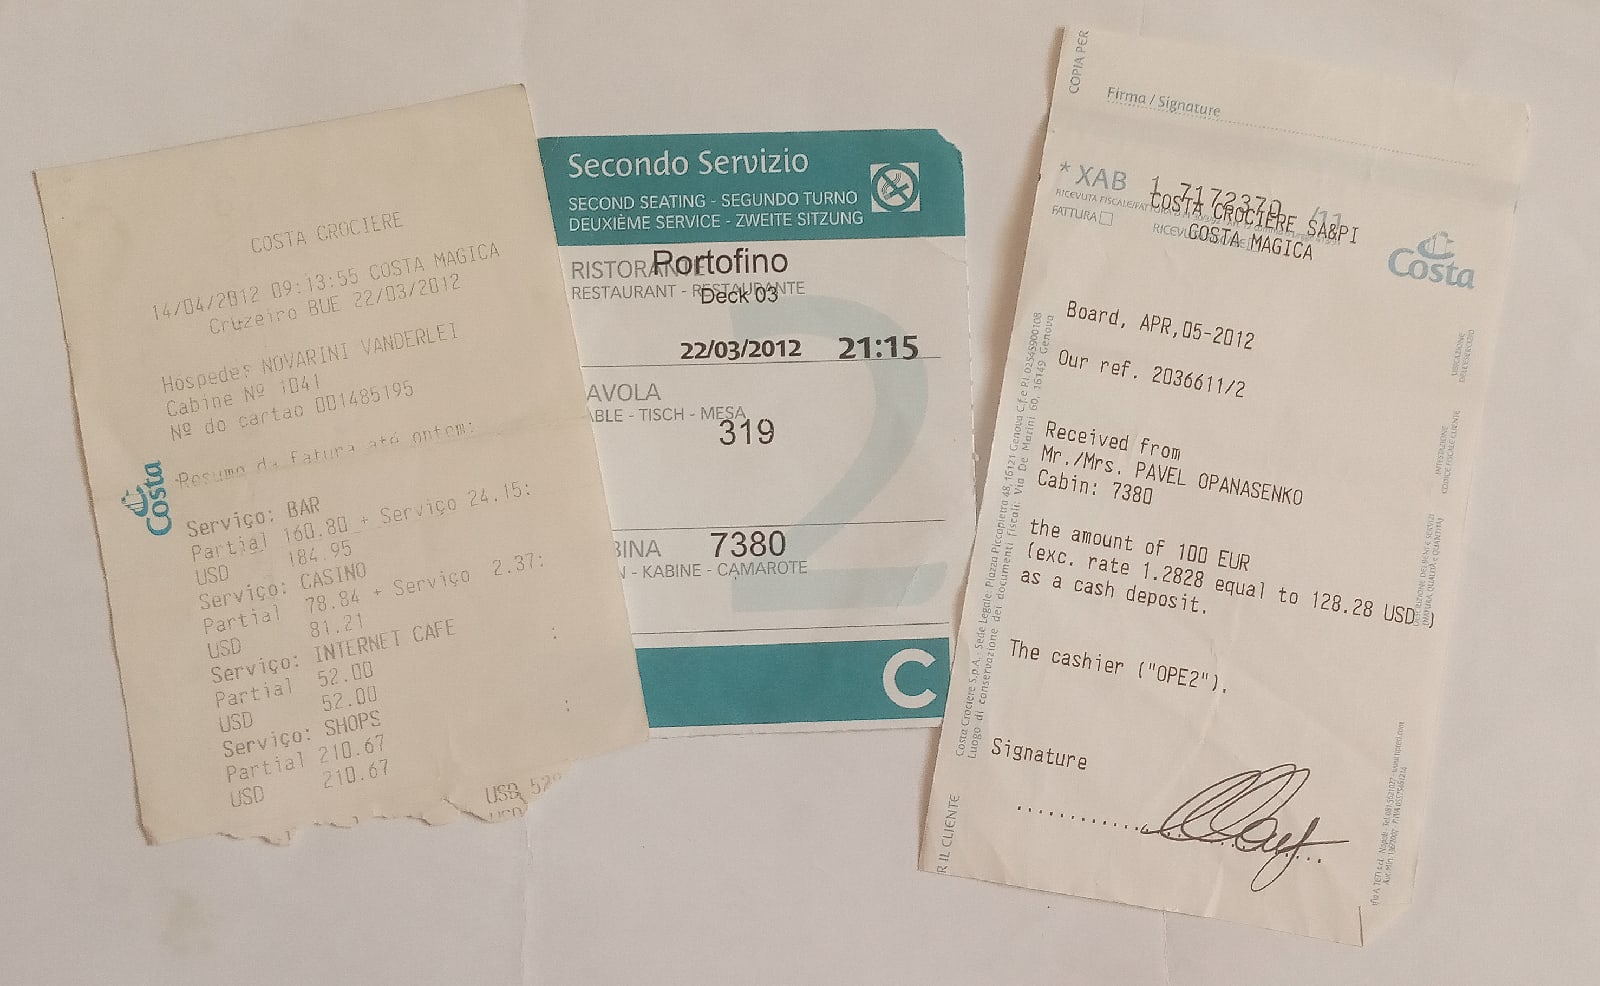 COSTA CROCIERE
14/04/2012 09:13:55 COSTA MAGICA
Cruzeiro BUE 22/03/2012
Hospedes NOVARINI VANDERLEI
Cabine Nº 1041
Nº do cartao 001485195
Resumo da fatura até ontem:
Costa
Serviço: BAR
Partial 160.80 + Serviço 24.15:
USD 184.95
Serviço: CASINO
Partial 78.84 + Serviço 2.37:
USD 81.21
Serviço: INTERNET CAFE
Partial 52.00 :
USD 52.00
Serviço: SHOPS
Partial 210.67 :
USD 210.67
USD
USD
Secondo Servizio
SECOND SEATING - SEGUNDO TURNO
DEUXIÈME SERVICE - ZWEITE SITZUNG
RISTORANTE Portofino
RESTAURANT - RESTAURANTE
Deck 03
22/03/2012 21:15
AVOLA
ABLE - TISCH - MESA
319
BINA 7380
N - KABINE - CAMAROTE
2
C
COPIA PER
Firma / Signature
* XAB 1 7172370 /11
RICEVUTA FISCALE/FATTURA
COSTA CROCIERE SA&PI
FATTURA
COSTA MAGICA
Costa
Board, APR,05-2012
Our ref. 2036611/2
Received from
Mr./Mrs. PAVEL OPANASENKO
Cabin: 7380
the amount of 100 EUR
(exc. rate 1.2828 equal to 128.28 USD )
as a cash deposit.
The cashier ("OPE2").
Signature
R IL CLIENTE
Costa Crociere S.p.A. - Sede Legale: Piazza Piccapietra 48, 16121 Genova
Luogo di conservazione dei documenti fiscali: Via De Marini 60, 16149 Genova